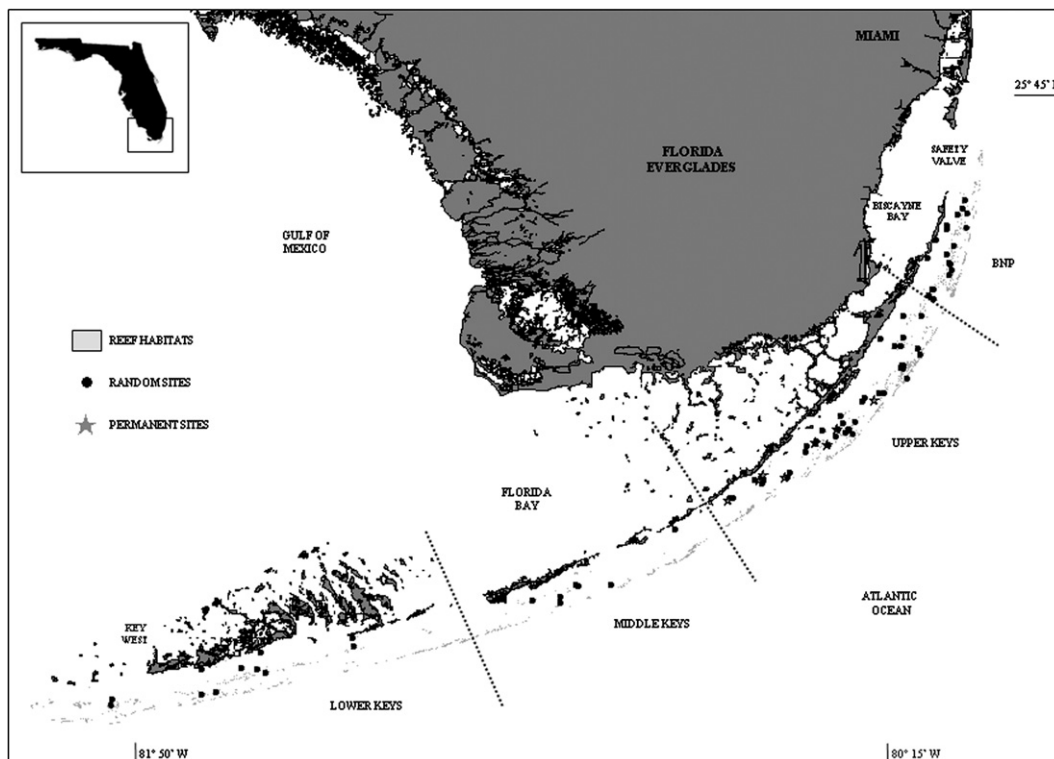 MIAMI
25° 45'
FLORIDA
EVERGLADES
SAFETY
VALVE
BISCAYNE
BAY
GULF OF
MEXICO
BNP
REEF HABITATS
RANDOM SITES
PERMANENT SITES
UPPER KEYS
FLORIDA
BAY
ATLANTIC
OCEAN
KEY
WEST
MIDDLE KEYS
LOWER KEYS
81° 50' W
80° 15' W